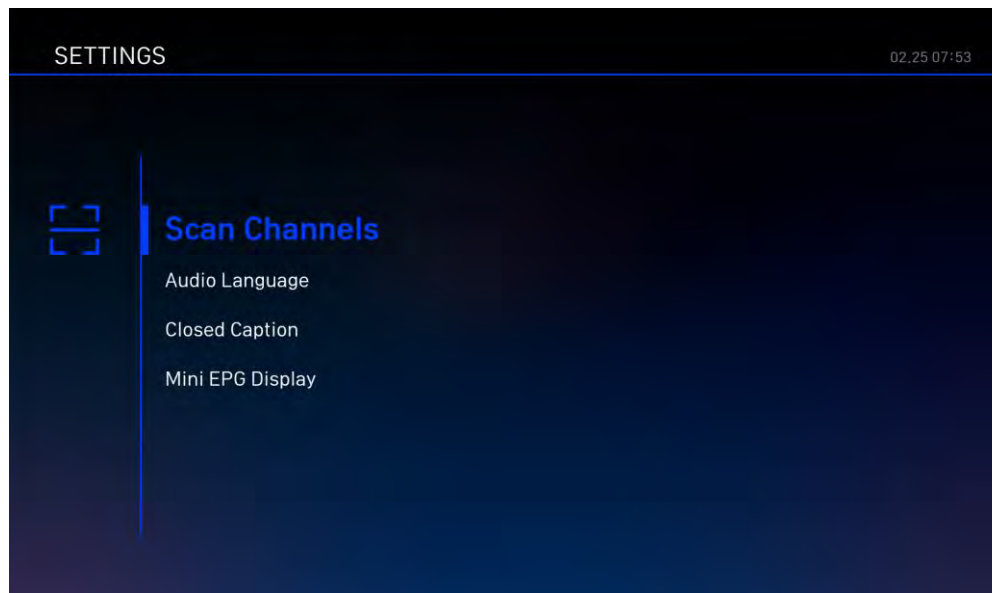 SETTINGS
02.25 07:53
Scan Channels
Audio Language
Closed Caption
Mini EPG Display